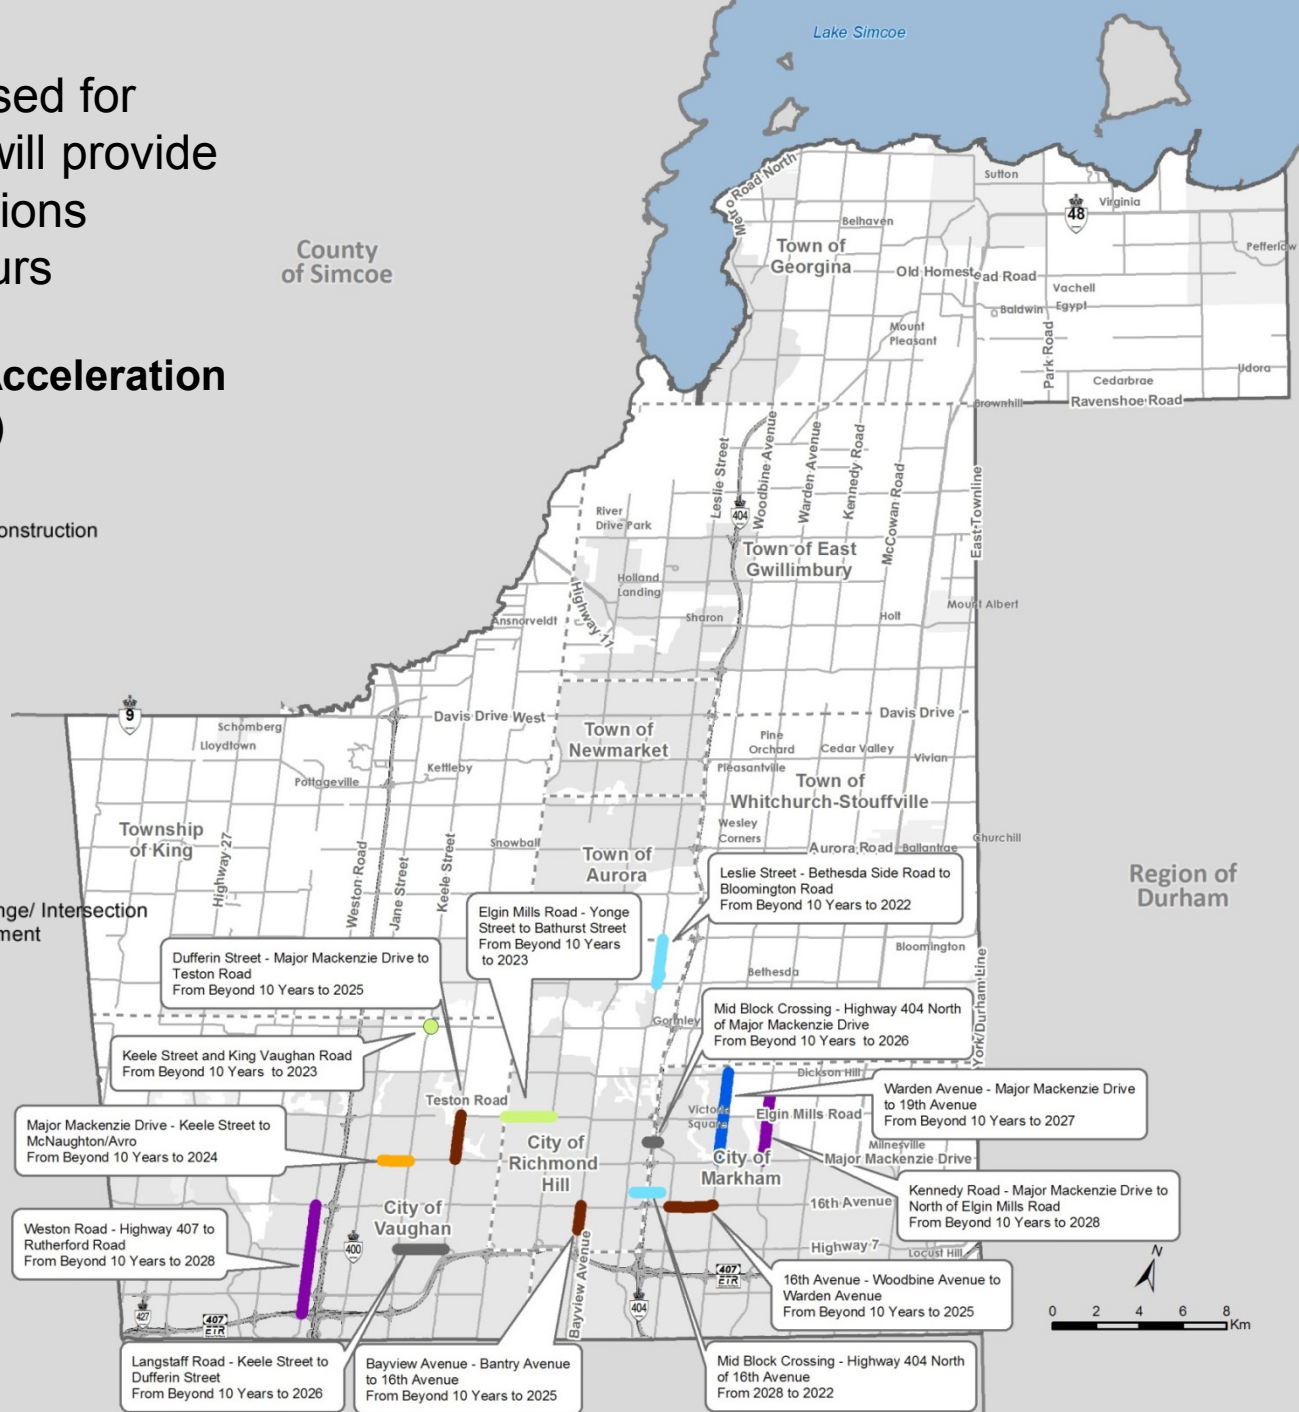 Lake Simcoe
sed for
will provide
tions
urs
Acceleration
)
onstruction
nge/ Intersection
ment
County
of Simcoe
Metro Road North
Sutton
48
Virginia
Belhaven
Pefferlaw
Town of
Georgina
Old Homestead Road
Vachell
Baldwin
Egypt
Mount
Pleasant
Park Road
Udora
Cedarbrae
Brownhill
Ravenshoe Road
Leslie Street
Woodbine Avenue
Warden Avenue
Kennedy Road
McCowan Road
East Townline
404
River
Drive Park
Town of East
Gwillimbury
Holland
Landing
Highway 11
Mount Albert
Ansnorveldt
Sharon
Holt
9
Schomberg
Lloydtown
Davis Drive West
Davis Drive
Town of
Newmarket
Pine
Orchard
Cedar Valley
Vivian
Pleasantville
Kettleby
Pottageville
Town of
Whitchurch-Stouffville
Township
of King
Highway 27
Weston Road
Jane Street
Keele Street
Snowball
Wesley
Corners
Churchill
Aurora Road
Ballantrae
Town of
Aurora
Region of
Durham
Leslie Street - Bethesda Side Road to
Bloomington Road
From Beyond 10 Years to 2022
Elgin Mills Road - Yonge
Street to Bathurst Street
From Beyond 10 Years
to 2023
Dufferin Street - Major Mackenzie Drive to
Teston Road
From Beyond 10 Years to 2025
Bloomington
Bethesda
York/Durham Line
Gormley
Mid Block Crossing - Highway 404 North
of Major Mackenzie Drive
From Beyond 10 Years to 2026
Keele Street and King Vaughan Road
From Beyond 10 Years to 2023
Dickson Hill
Warden Avenue - Major Mackenzie Drive
to 19th Avenue
From Beyond 10 Years to 2027
Teston Road
Victoria
Square
Elgin Mills Road
Major Mackenzie Drive - Keele Street to
McNaughton/Avro
From Beyond 10 Years to 2024
City of
Richmond
Hill
Milnesville
Major Mackenzie Drive
City of
Markham
Kennedy Road - Major Mackenzie Drive to
North of Elgin Mills Road
From Beyond 10 Years to 2028
16th Avenue
City of
Vaughan
Weston Road - Highway 407 to
Rutherford Road
From Beyond 10 Years to 2028
400
Highway 7
Locust Hill
N
Bayview Avenue
407
ETR
16th Avenue - Woodbine Avenue to
Warden Avenue
From Beyond 10 Years to 2025
427
407
ETR
404
0 2 4 6 8
Km
Langstaff Road - Keele Street to
Dufferin Street
From Beyond 10 Years to 2026
Bayview Avenue - Bantry Avenue
to 16th Avenue
From Beyond 10 Years to 2025
Mid Block Crossing - Highway 404 North
of 16th Avenue
From 2028 to 2022